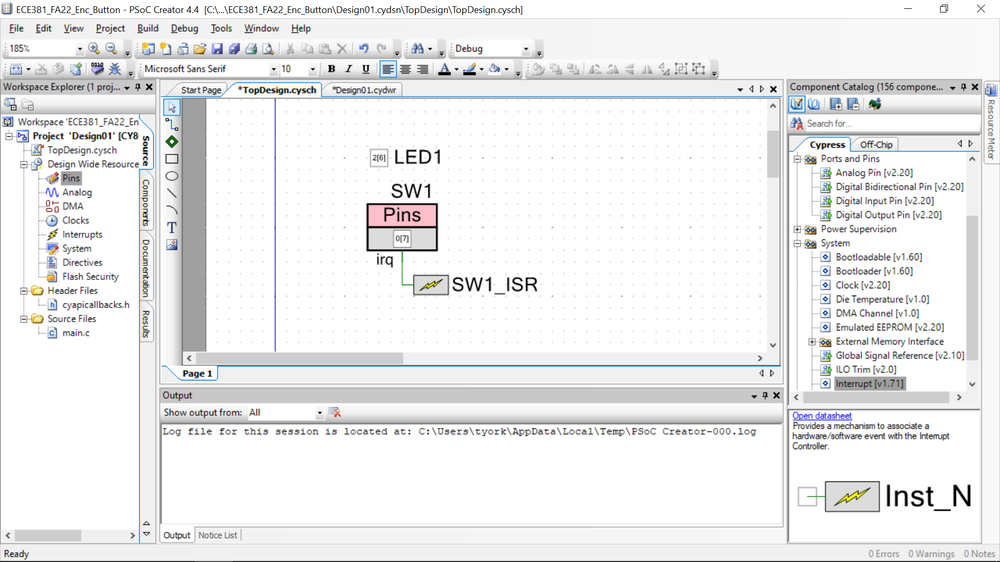 ECE381_FA22_Enc_Button - PSoC Creator 4.4  [C:\...\ECE381_FA22_Enc_Button\Design01.cydsn\TopDesign\TopDesign.cysch]
File Edit View Project Build Debug Tools Window Help
185%
Debug
Microsoft Sans Serif 10 B I U A
Workspace Explorer (1 proj...
Workspace 'ECE381_FA22_En
Project 'Design01' [CY8
TopDesign.cysch
Design Wide Resource
Pins
Analog
DMA
Clocks
Interrupts
System
Directives
Flash Security
Header Files
cyapicallbacks.h
Source Files
main.c
Source
Components
Documentation
Results
Start Page *TopDesign.cysch *Design01.cydwr
T
2[6] LED1
SW1
Pins
0[7]
irq
SW1_ISR
Page 1
Output
Show output from: All
Log file for this session is located at: C:\Users\tyork\AppData\Local\Temp\PSoC Creator-000.log
Output Notice List
Component Catalog (156 compone...
Search for...
Cypress Off-Chip
Ports and Pins
Analog Pin [v2.20]
Digital Bidirectional Pin [v2.20]
Digital Input Pin [v2.20]
Digital Output Pin [v2.20]
Power Supervision
System
Bootloadable [v1.60]
Bootloader [v1.60]
Clock [v2.20]
Die Temperature [v1.0]
DMA Channel [v1.0]
Emulated EEPROM [v2.20]
External Memory Interface
Global Signal Reference [v2.10]
ILO Trim [v2.0]
Interrupt [v1.71]
Open datasheet
Provides a mechanism to associate a
hardware/software event with the Interrupt
Controller.
Inst_N
Resource Meter
Ready
0 Errors 0 Warnings 0 Notes